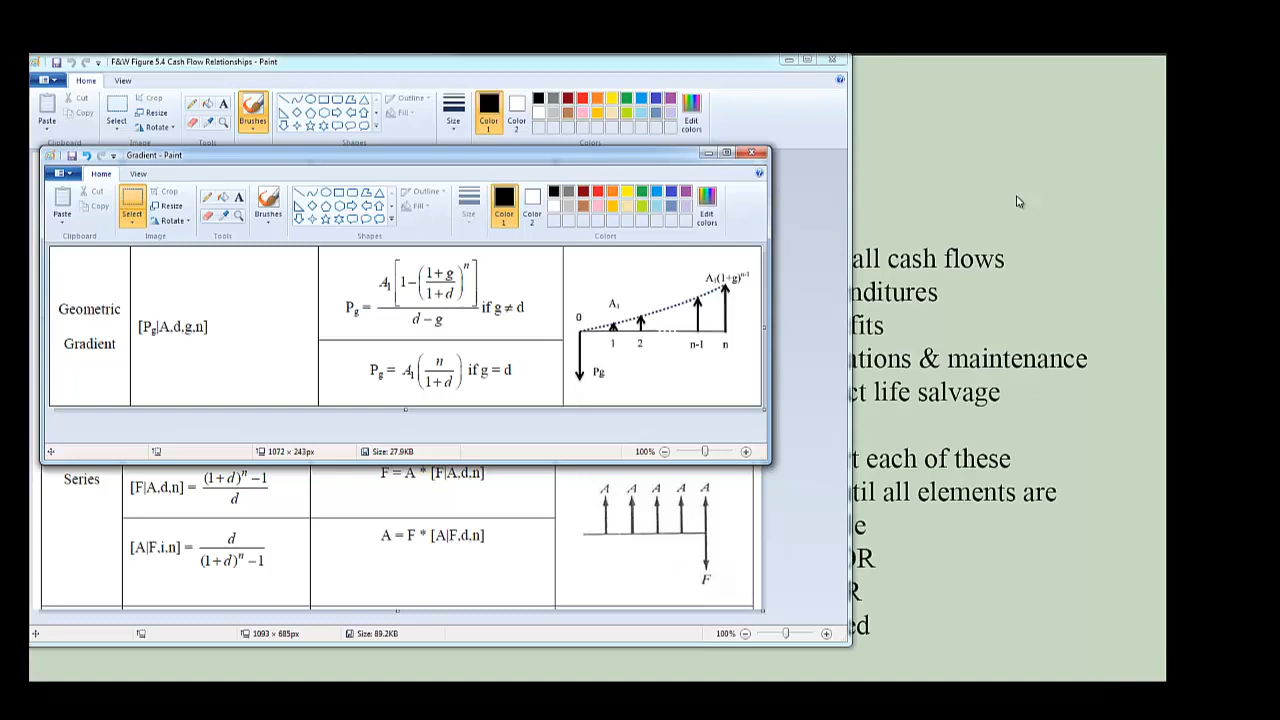 F&W Figure 5.4 Cash Flow Relationships - Paint
Home View
Paste Cut Copy Select Crop Resize Rotate Brushes Outline Fill Size Color 1 Color 2 Edit colors
Clipboard Image Tools Shapes Colors
Gradient - Paint
Home View
Paste Cut Copy Select Crop Resize Rotate Brushes Outline Fill Size Color 1 Color 2 Edit colors
Clipboard Image Tools Shapes Colors
Geometric Gradient
[Pg|A,d,g,n]
Pg = A1[1-((1+g)/(1+d))^n] / (d-g) if g ≠ d
Pg = A1(n/(1+d)) if g = d
0 A1 A1(1+g)^n-1
1 2 n-1 n
Pg
1072 × 243px Size: 27.9KB 100%
Series
[F|A,d,n] = ((1+d)^n -1)/d
F = A * [F|A,d,n]
[A|F,i,n] = d/((1+d)^n -1)
A = F * [A|F,d,n]
A A A A A
F
1093 × 685px Size: 89.2KB 100%
all cash flows
nditures
fits
ations & maintenance
ct life salvage
t each of these
til all elements are
e
OR
R
ed